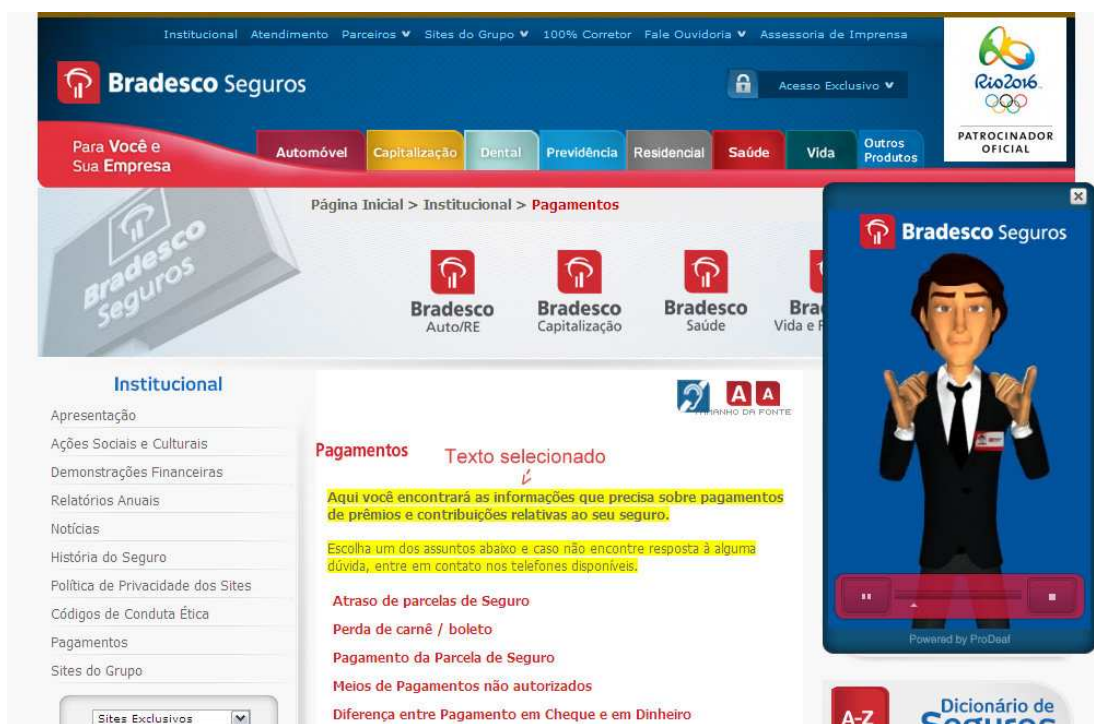 Institucional Atendimento Parceiros Sites do Grupo 100% Corretor Fale Ouvidoria Assessoria de Imprensa
Bradesco Seguros
Acesso Exclusivo
Rio2016
PATROCINADOR
OFICIAL
Para Você e
Sua Empresa
Automóvel
Capitalização
Dental
Previdência
Residencial
Saúde
Vida
Outros
Produtos
Página Inicial > Institucional > Pagamentos
Bradesco
Seguros
Bradesco
Auto/RE
Bradesco
Capitalização
Bradesco
Saúde
Vida e
Bradesco Seguros
Institucional
Apresentação
Ações Sociais e Culturais
Demonstrações Financeiras
Relatórios Anuais
Notícias
História do Seguro
Política de Privacidade dos Sites
Códigos de Conduta Ética
Pagamentos
Sites do Grupo
Sites Exclusivos
A A
TAMANHO DA FONTE
Pagamentos
Texto selecionado
Aqui você encontrará as informações que precisa sobre pagamentos
de prêmios e contribuições relativas ao seu seguro.
Escolha um dos assuntos abaixo e caso não encontre resposta à alguma
dúvida, entre em contato nos telefones disponíveis.
Atraso de parcelas de Seguro
Perda de carnê / boleto
Pagamento da Parcela de Seguro
Meios de Pagamentos não autorizados
Diferença entre Pagamento em Cheque e em Dinheiro
Powered by ProDeaf
A-Z
Dicionário de